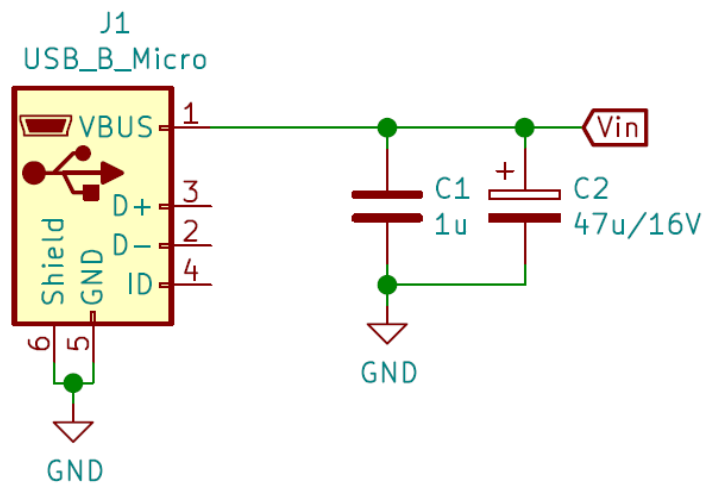 J1
USB_B_Micro
VBUS 1
Vin
D+ 3
D- 2
ID 4
Shield
GND
6
5
GND
+
C1
1u
C2
47u/16V
GND